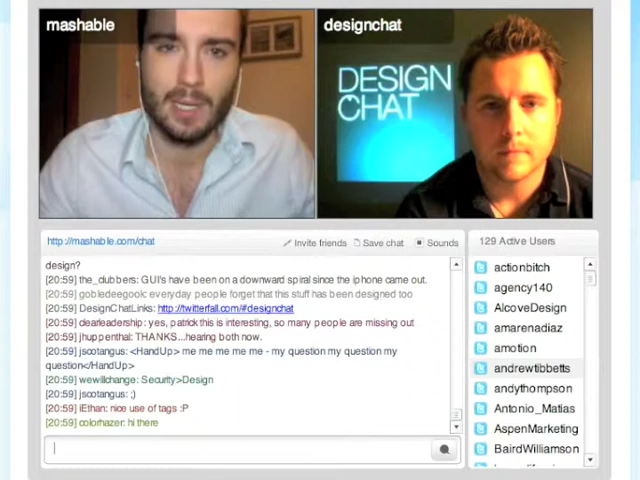 mashable
designchat
DESIGN
CHAT
http://mashable.com/chat
Invite friends
Save chat
Sounds
129 Active Users
design?
[20:59] the_clubbers: GUI's have been on a downward spiral since the iphone came out.
[20:59] gobledeegook: everyday people forget that this stuff has been designed too
[20:59] DesignChatLinks: http://twitterfall.com/#designchat
[20:59] clearleadership: yes, patrick this is interesting, so many people are missing out
[20:59] jhuppenthal: THANKS...hearing both now.
[20:59] jscotangus: <HandUp> me me me me me - my question my question my
question</HandUp>
[20:59] wewillchange: Security>Design
[20:59] jscotangus: ;)
[20:59] iEthan: nice use of tags :P
[20:59] colorhazer: hi there
actionbitch
agency140
AlcoveDesign
amarenadiaz
amotion
andrewtibbetts
andythompson
Antonio_Matias
AspenMarketing
BairdWilliamson